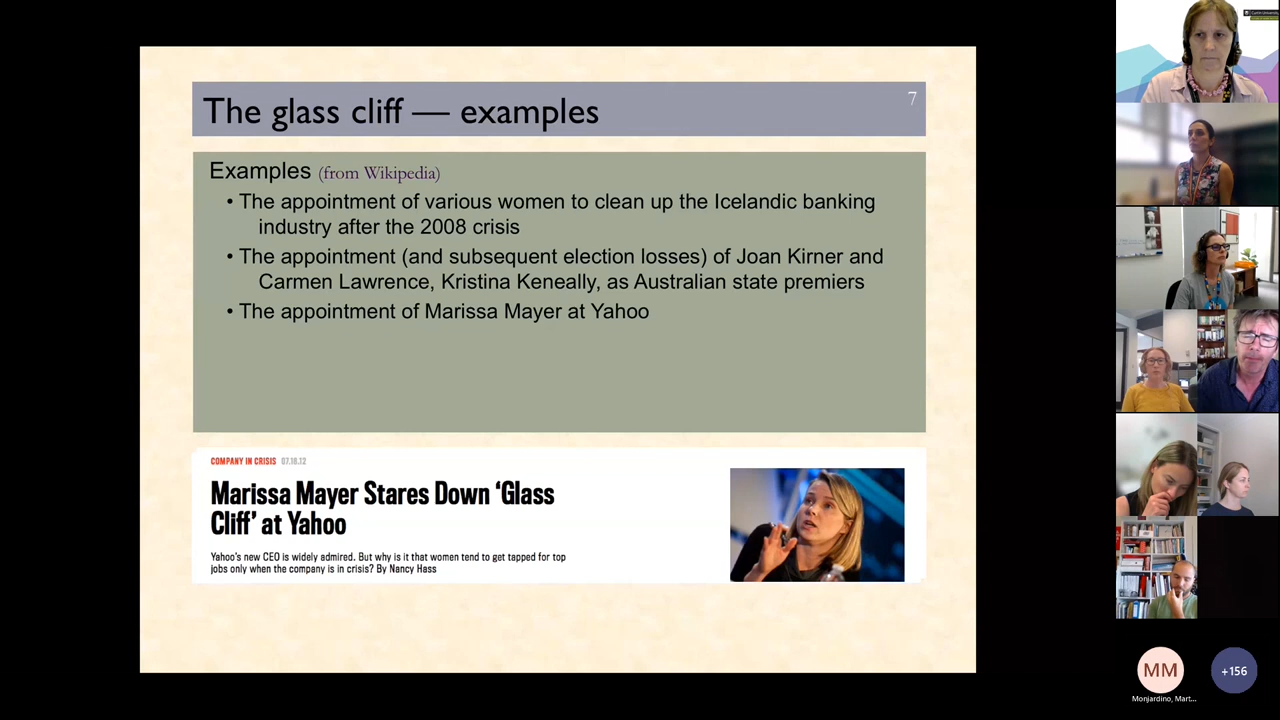 The glass cliff — examples
7
Examples (from Wikipedia)
• The appointment of various women to clean up the Icelandic banking
industry after the 2008 crisis
• The appointment (and subsequent election losses) of Joan Kirner and
Carmen Lawrence, Kristina Keneally, as Australian state premiers
• The appointment of Marissa Mayer at Yahoo
COMPANY IN CRISIS 07.18.12
Marissa Mayer Stares Down ‘Glass
Cliff’ at Yahoo
Yahoo's new CEO is widely admired. But why is it that women tend to get tapped for top
jobs only when the company is in crisis? By Nancy Hass
MM
+156
Monjardino, Mart...